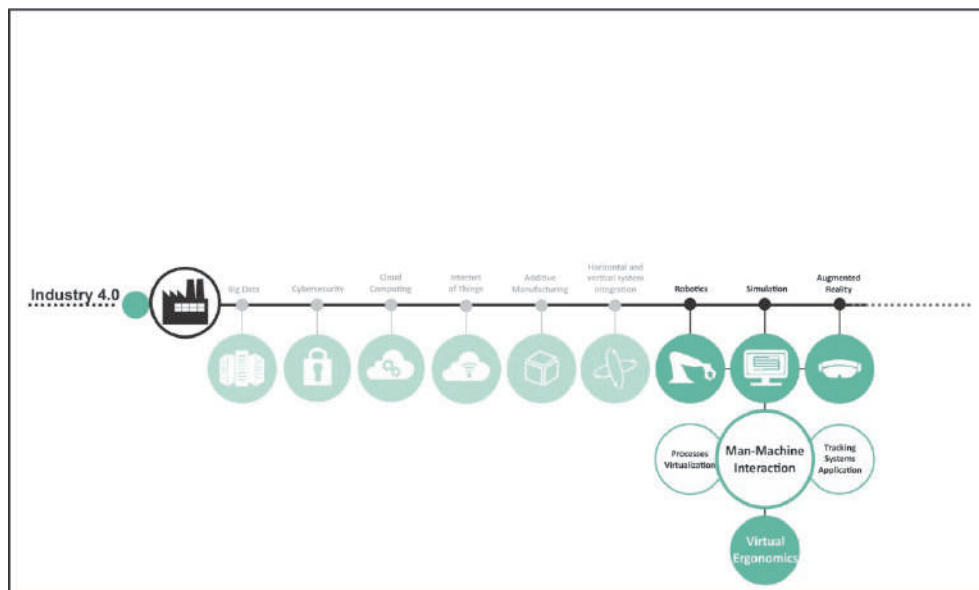 Industry 4.0
Big Data
Cybersecurity
Cloud
Computing
Internet
of Things
Additive
Manufacturing
Horizontal and
vertical system
integration
Robotics
Simulation
Augmented
Reality
Processes
Virtualization
Man-Machine
Interaction
Tracking
Systems
Application
Virtual
Ergonomics